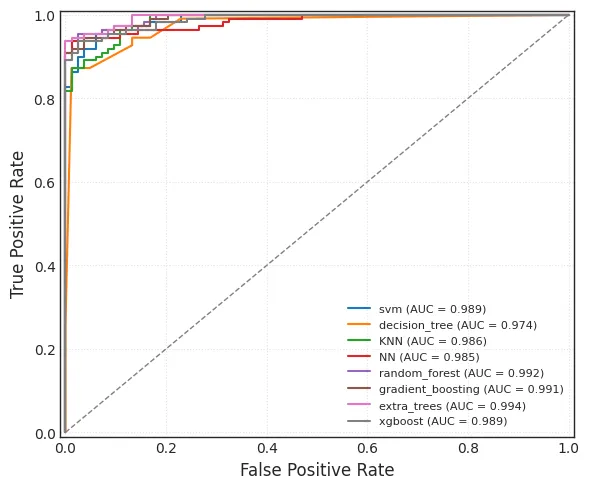 1.0
0.8
0.6
0.4
0.2
0.0
True Positive Rate
svm (AUC = 0.989)
decision_tree (AUC = 0.974)
KNN (AUC = 0.986)
NN (AUC = 0.985)
random_forest (AUC = 0.992)
gradient_boosting (AUC = 0.991)
extra_trees (AUC = 0.994)
xgboost (AUC = 0.989)
0.0 0.2 0.4 0.6 0.8 1.0
False Positive Rate